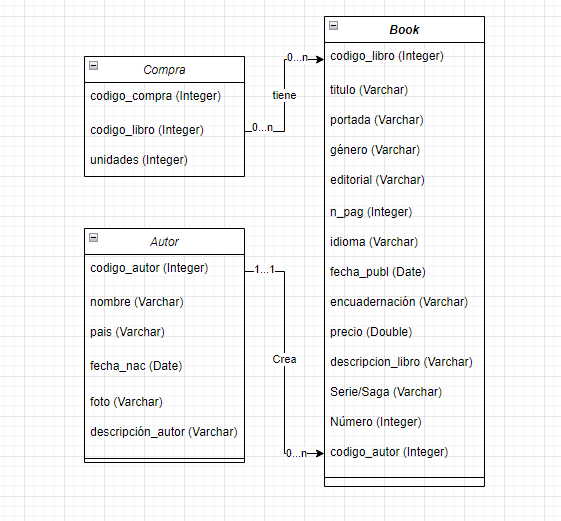 Compra
codigo_compra (Integer)
codigo_libro (Integer)
unidades (Integer)
0...n
tiene
0...n
Book
codigo_libro (Integer)
titulo (Varchar)
portada (Varchar)
género (Varchar)
editorial (Varchar)
n_pag (Integer)
idioma (Varchar)
fecha_publ (Date)
encuadernación (Varchar)
precio (Double)
descripcion_libro (Varchar)
Serie/Saga (Varchar)
Número (Integer)
codigo_autor (Integer)
Autor
codigo_autor (Integer)
nombre (Varchar)
pais (Varchar)
fecha_nac (Date)
foto (Varchar)
descripción_autor (Varchar)
1...1
Crea
0...n